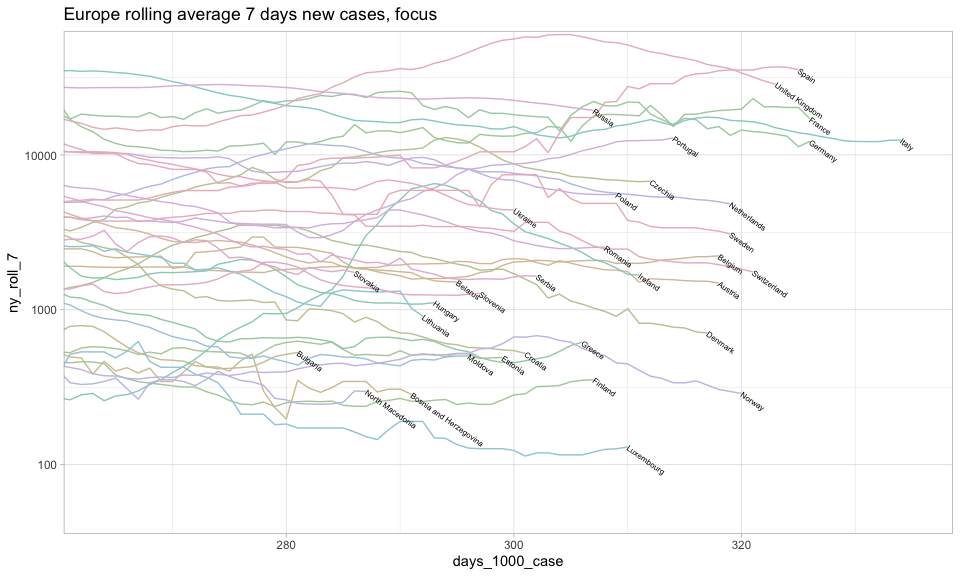 Europe rolling average 7 days new cases, focus
ny_roll_7
10000
1000
100
280
300
320
days_1000_case
Spain
United Kingdom
France
Russia
Italy
Germany
Portugal
Czechia
Poland
Netherlands
Ukraine
Sweden
Romania
Belgium
Switzerland
Slovakia
Serbia
Ireland
Austria
Belarus
Slovenia
Hungary
Lithuania
Denmark
Greece
Bulgaria
Moldova
Estonia
Croatia
Finland
North Macedonia
Bosnia and Herzegovina
Norway
Luxembourg